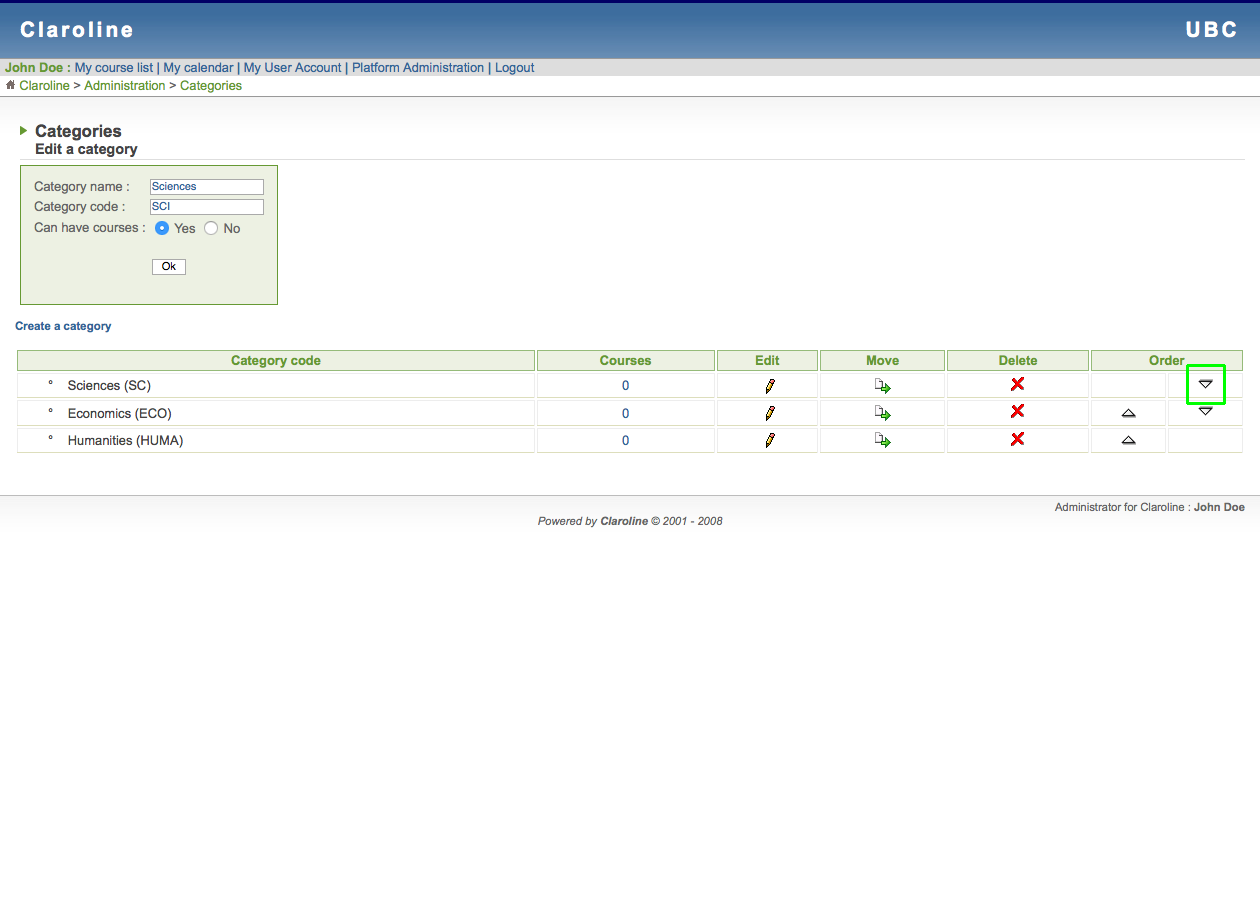 Claroline UBC
John Doe : My course list | My calendar | My User Account | Platform Administration | Logout
Claroline > Administration > Categories
Categories
Edit a category
Category name : Sciences
Category code : SCI
Can have courses : Yes No
Ok
Create a category
Category code Courses Edit Move Delete Order
° Sciences (SC) 0
° Economics (ECO) 0
° Humanities (HUMA) 0
Administrator for Claroline : John Doe
Powered by Claroline © 2001 - 2008